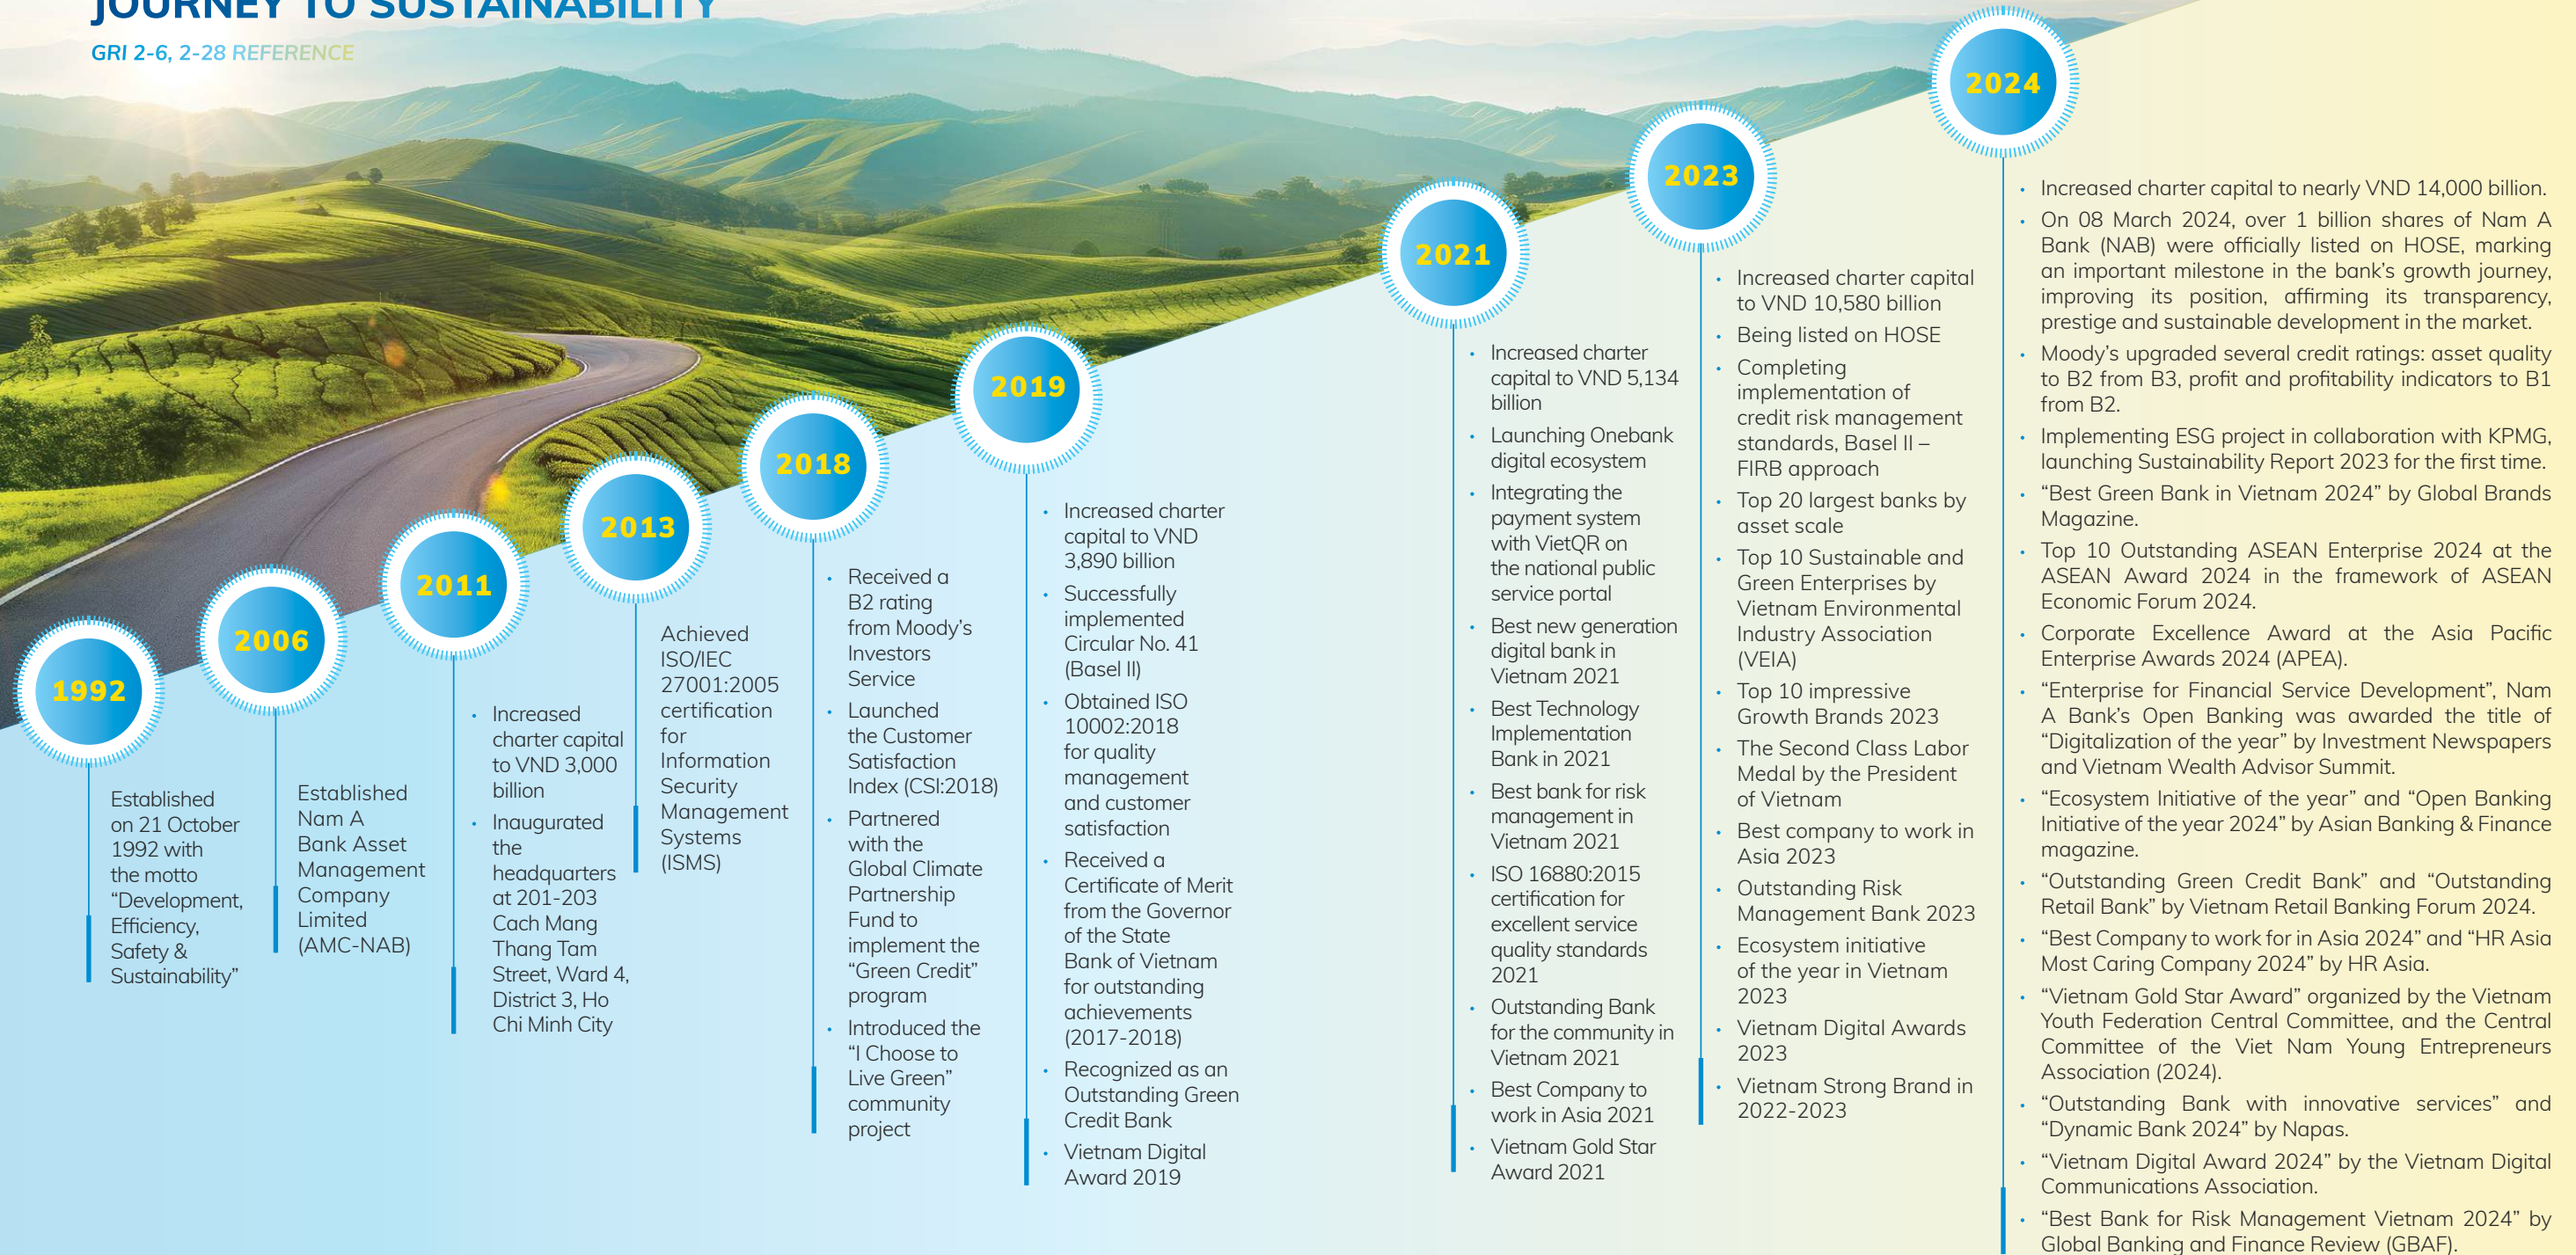 JOURNEY TO SUSTAINABILITY
GRI 2-6, 2-28 REFERENCE
1992
Established
on 21 October
1992 with
the motto
“Development,
Efficiency,
Safety &
Sustainability”
2006
Established
Nam A
Bank Asset
Management
Company
Limited
(AMC-NAB)
2011
• Increased
charter capital
to VND 3,000
billion
• Inaugurated
the
headquarters
at 201-203
Cach Mang
Thang Tam
Street, Ward 4,
District 3, Ho
Chi Minh City
2013
Achieved
ISO/IEC
27001:2005
certification
for
Information
Security
Management
Systems
(ISMS)
2018
• Received a
B2 rating
from Moody’s
Investors
Service
• Launched
the Customer
Satisfaction
Index (CSI:2018)
• Partnered
with the
Global Climate
Partnership
Fund to
implement the
“Green Credit”
program
• Introduced the
“I Choose to
Live Green”
community
project
2019
• Increased charter
capital to VND
3,890 billion
• Successfully
implemented
Circular No. 41
(Basel II)
• Obtained ISO
10002:2018
for quality
management
and customer
satisfaction
• Received a
Certificate of Merit
from the Governor
of the State
Bank of Vietnam
for outstanding
achievements
(2017-2018)
• Recognized as an
Outstanding Green
Credit Bank
• Vietnam Digital
Award 2019
2021
• Increased charter
capital to VND 5,134
billion
• Launching Onebank
digital ecosystem
• Integrating the
payment system
with VietQR on
the national public
service portal
• Best new generation
digital bank in
Vietnam 2021
• Best Technology
Implementation
Bank in 2021
• Best bank for risk
management in
Vietnam 2021
• ISO 16880:2015
certification for
excellent service
quality standards
2021
• Outstanding Bank
for the community in
Vietnam 2021
• Best Company to
work in Asia 2021
• Vietnam Gold Star
Award 2021
2023
• Increased charter capital
to VND 10,580 billion
• Being listed on HOSE
• Completing
implementation of
credit risk management
standards, Basel II –
FIRB approach
• Top 20 largest banks by
asset scale
• Top 10 Sustainable and
Green Enterprises by
Vietnam Environmental
Industry Association
(VEIA)
• Top 10 impressive
Growth Brands 2023
• The Second Class Labor
Medal by the President
of Vietnam
• Best company to work in
Asia 2023
• Outstanding Risk
Management Bank 2023
• Ecosystem initiative
of the year in Vietnam
2023
• Vietnam Digital Awards
2023
• Vietnam Strong Brand in
2022-2023
2024
• Increased charter capital to nearly VND 14,000 billion.
• On 08 March 2024, over 1 billion shares of Nam A
Bank (NAB) were officially listed on HOSE, marking
an important milestone in the bank’s growth journey,
improving its position, affirming its transparency,
prestige and sustainable development in the market.
• Moody’s upgraded several credit ratings: asset quality
to B2 from B3, profit and profitability indicators to B1
from B2.
• Implementing ESG project in collaboration with KPMG,
launching Sustainability Report 2023 for the first time.
• “Best Green Bank in Vietnam 2024” by Global Brands
Magazine.
• Top 10 Outstanding ASEAN Enterprise 2024 at the
ASEAN Award 2024 in the framework of ASEAN
Economic Forum 2024.
• Corporate Excellence Award at the Asia Pacific
Enterprise Awards 2024 (APEA).
• “Enterprise for Financial Service Development”, Nam
A Bank’s Open Banking was awarded the title of
“Digitalization of the year” by Investment Newspapers
and Vietnam Wealth Advisor Summit.
• “Ecosystem Initiative of the year” and “Open Banking
Initiative of the year 2024” by Asian Banking & Finance
magazine.
• “Outstanding Green Credit Bank” and “Outstanding
Retail Bank” by Vietnam Retail Banking Forum 2024.
• “Best Company to work for in Asia 2024” and “HR Asia
Most Caring Company 2024” by HR Asia.
• “Vietnam Gold Star Award” organized by the Vietnam
Youth Federation Central Committee, and the Central
Committee of the Viet Nam Young Entrepreneurs
Association (2024).
• “Outstanding Bank with innovative services” and
“Dynamic Bank 2024” by Napas.
• “Vietnam Digital Award 2024” by the Vietnam Digital
Communications Association.
• “Best Bank for Risk Management Vietnam 2024” by
Global Banking and Finance Review (GBAF).